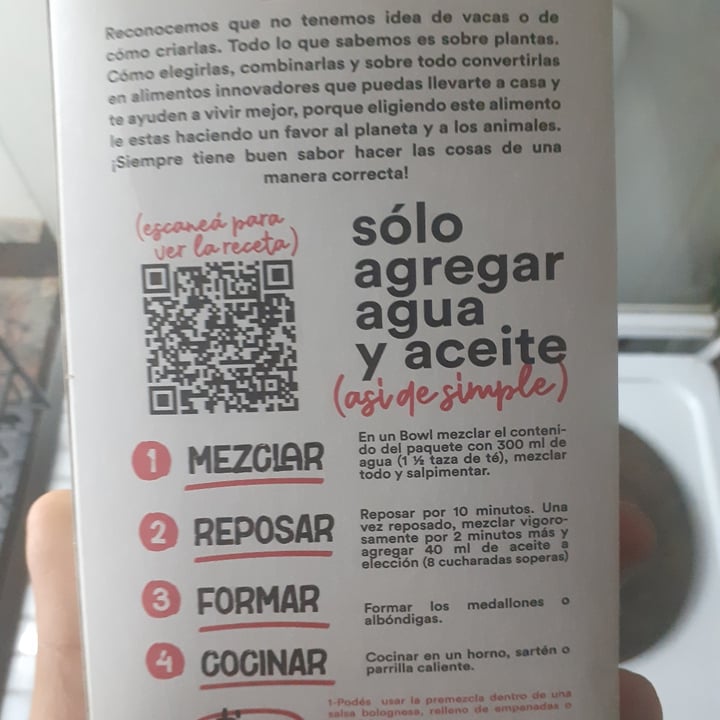 Reconocemos que no tenemos idea de vacas o de
cómo criarlas. Todo lo que sabemos es sobre plantas.
Cómo elegirlas, combinarlas y sobre todo convertirlas
en alimentos innovadores que puedas llevarte a casa y
te ayuden a vivir mejor, porque eligiendo este alimento
le estas haciendo un favor al planeta y a los animales.
¡Siempre tiene buen sabor hacer las cosas de una
manera correcta!
(escaneá para
ver la receta)
sólo
agregar
agua
y aceite
(asi de simple)
1 MEZCLAR
En un Bowl mezclar el conteni-
do del paquete con 300 ml de
agua (1 ½ taza de té), mezclar
todo y salpimentar.
2 REPOSAR
Reposar por 10 minutos. Una
vez reposado, mezclar vigoro-
samente por 2 minutos más y
agregar 40 ml de aceite a
elección (8 cucharadas soperas)
3 FORMAR
Formar los medallones o
albóndigas.
4 COCINAR
Cocinar en un horno, sartén o
parrilla caliente.
1-Podés usar la premezcla dentro de una
salsa bolognesa, relleno de empanadas o